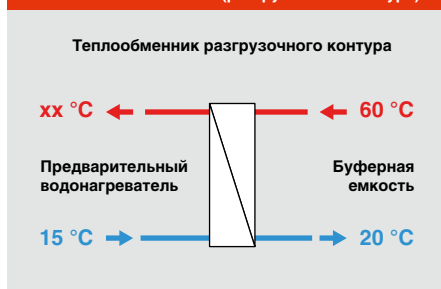 Теплообменник разгрузочного контура
xx °C
60 °C
Предварительный
водонагреватель
Буферная
емкость
15 °C
20 °C